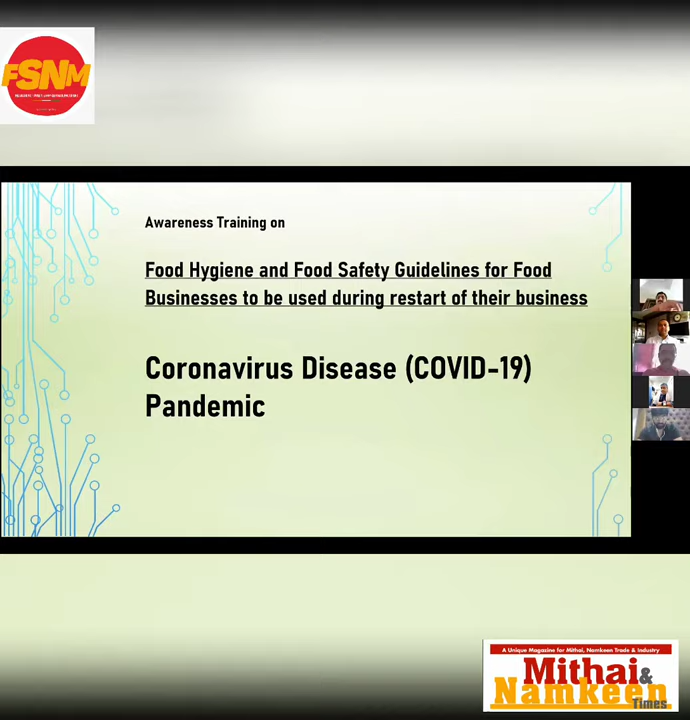 FSNM
Awareness Training on
Food Hygiene and Food Safety Guidelines for Food
Businesses to be used during restart of their business
Coronavirus Disease (COVID-19)
Pandemic
A Unique Magazine for Mithai, Namkeen Trade & Industry
Mithai &
Namkeen
Times